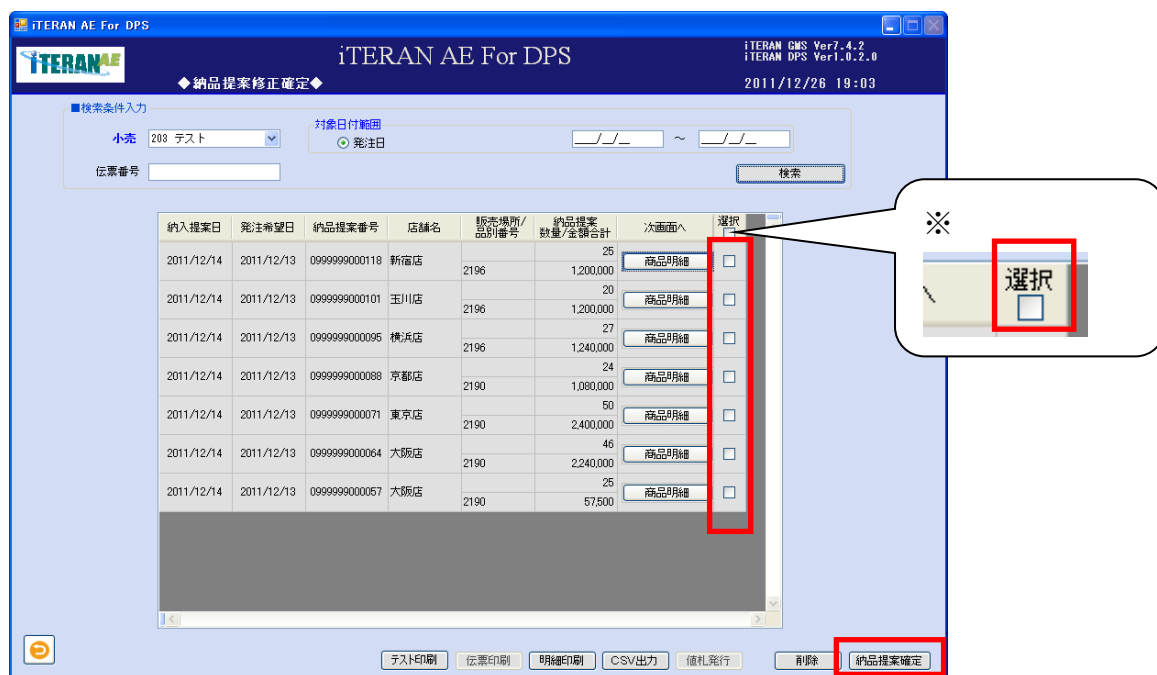 iTERAN AE For DPS
iTERAN AE
iTERAN AE For DPS
iTERAN GMS Ver7.4.2
iTERAN DPS Ver1.0.2.0
◆納品提案修正確定◆
2011/12/26 19:03
■検索条件入力
小売 203 テスト
対象日付範囲
発注日
__/_/_ ~ __/_/_
伝票番号
検索
納入提案日 発注希望日 納品提案番号 店舗名 販売場所/品別番号 納品提案数量/金額合計 次画面へ 選択
2011/12/14 2011/12/13 0999999000118 新宿店 2196 25 1,200,000 商品明細
2011/12/14 2011/12/13 0999999000101 玉川店 2196 20 1,200,000 商品明細
2011/12/14 2011/12/13 0999999000095 横浜店 2196 27 1,240,000 商品明細
2011/12/14 2011/12/13 0999999000088 京都店 2190 24 1,080,000 商品明細
2011/12/14 2011/12/13 0999999000071 東京店 2190 50 2,400,000 商品明細
2011/12/14 2011/12/13 0999999000064 大阪店 2190 46 2,240,000 商品明細
2011/12/14 2011/12/13 0999999000057 大阪店 2190 25 57,500 商品明細
※
へ 選択
テスト印刷 伝票印刷 明細印刷 CSV出力 値札発行 削除 納品提案確定